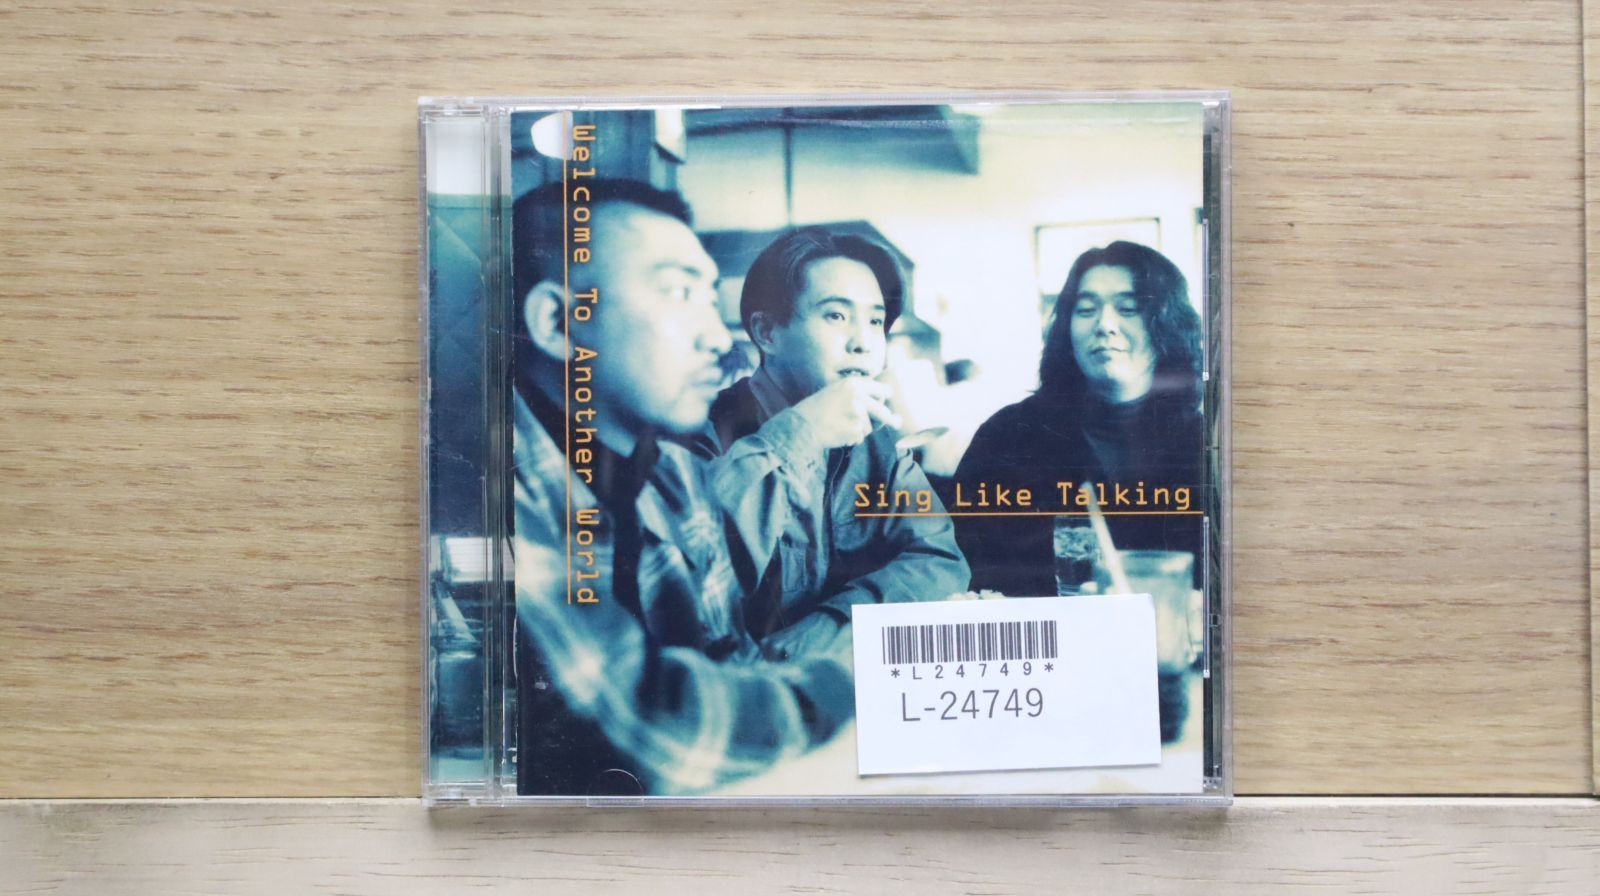 Welcome To Another World
Sing Like Talking
*L24749*
L-24749